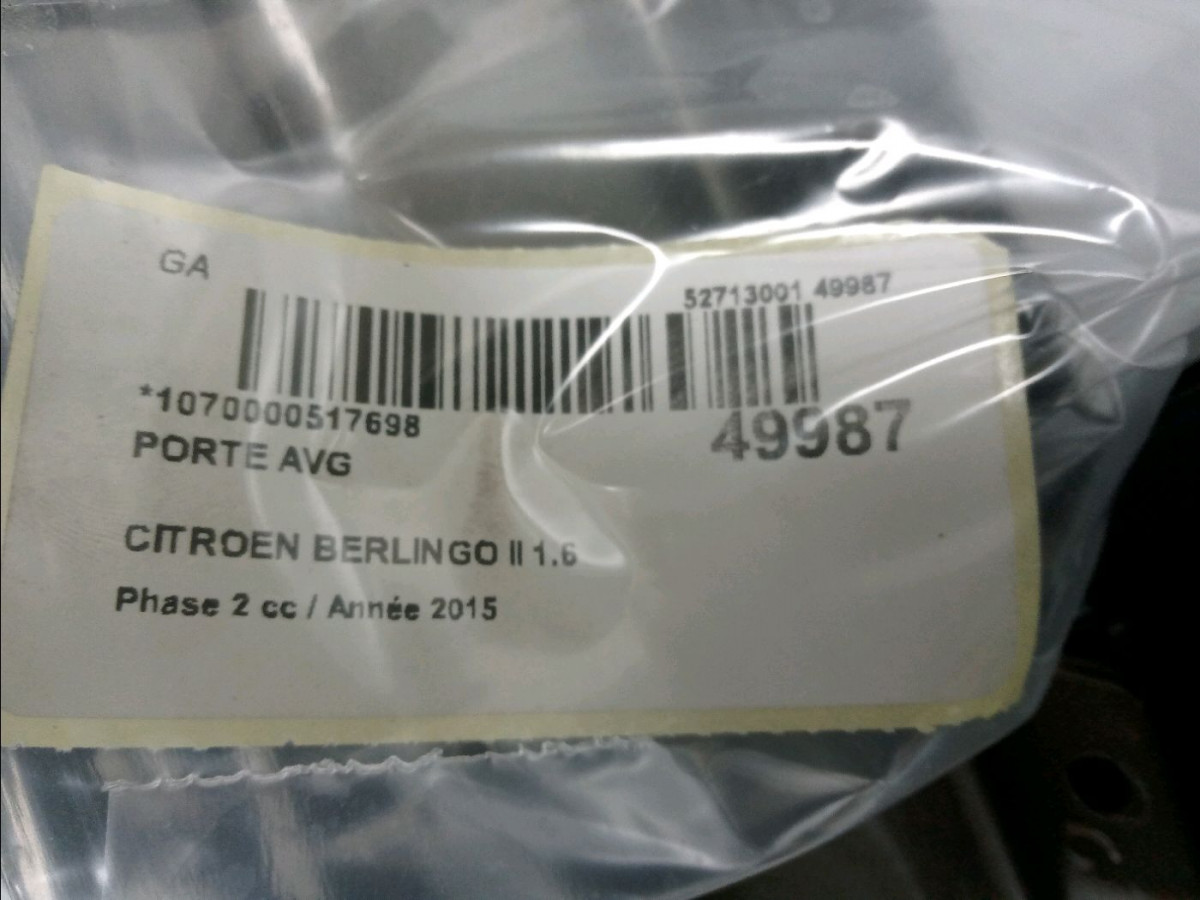 GA
52713001 49987
*1070000517698
49987
PORTE AVG
CITROEN BERLINGO II 1.6
Phase 2 cc / Année 2015